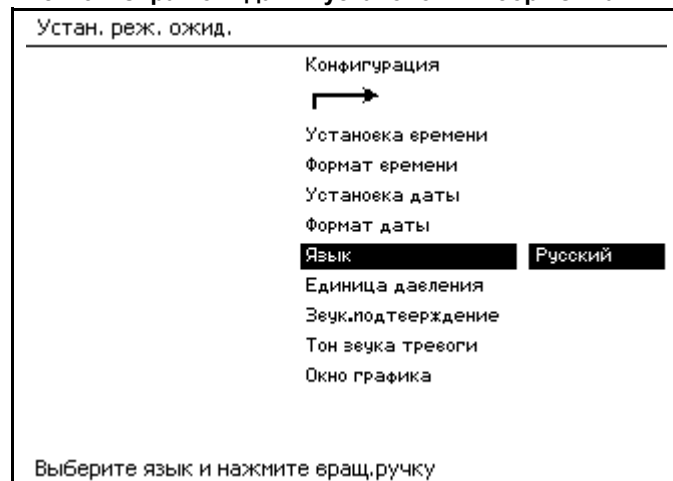 Устан. реж. ожид.
Конфигурация
Установка времени
Формат времени
Установка даты
Формат даты
Язык Русский
Единица давления
Звук.подтверждение
Тон звука тревоги
Окно графика
Выберите язык и нажмите вращ.ручку